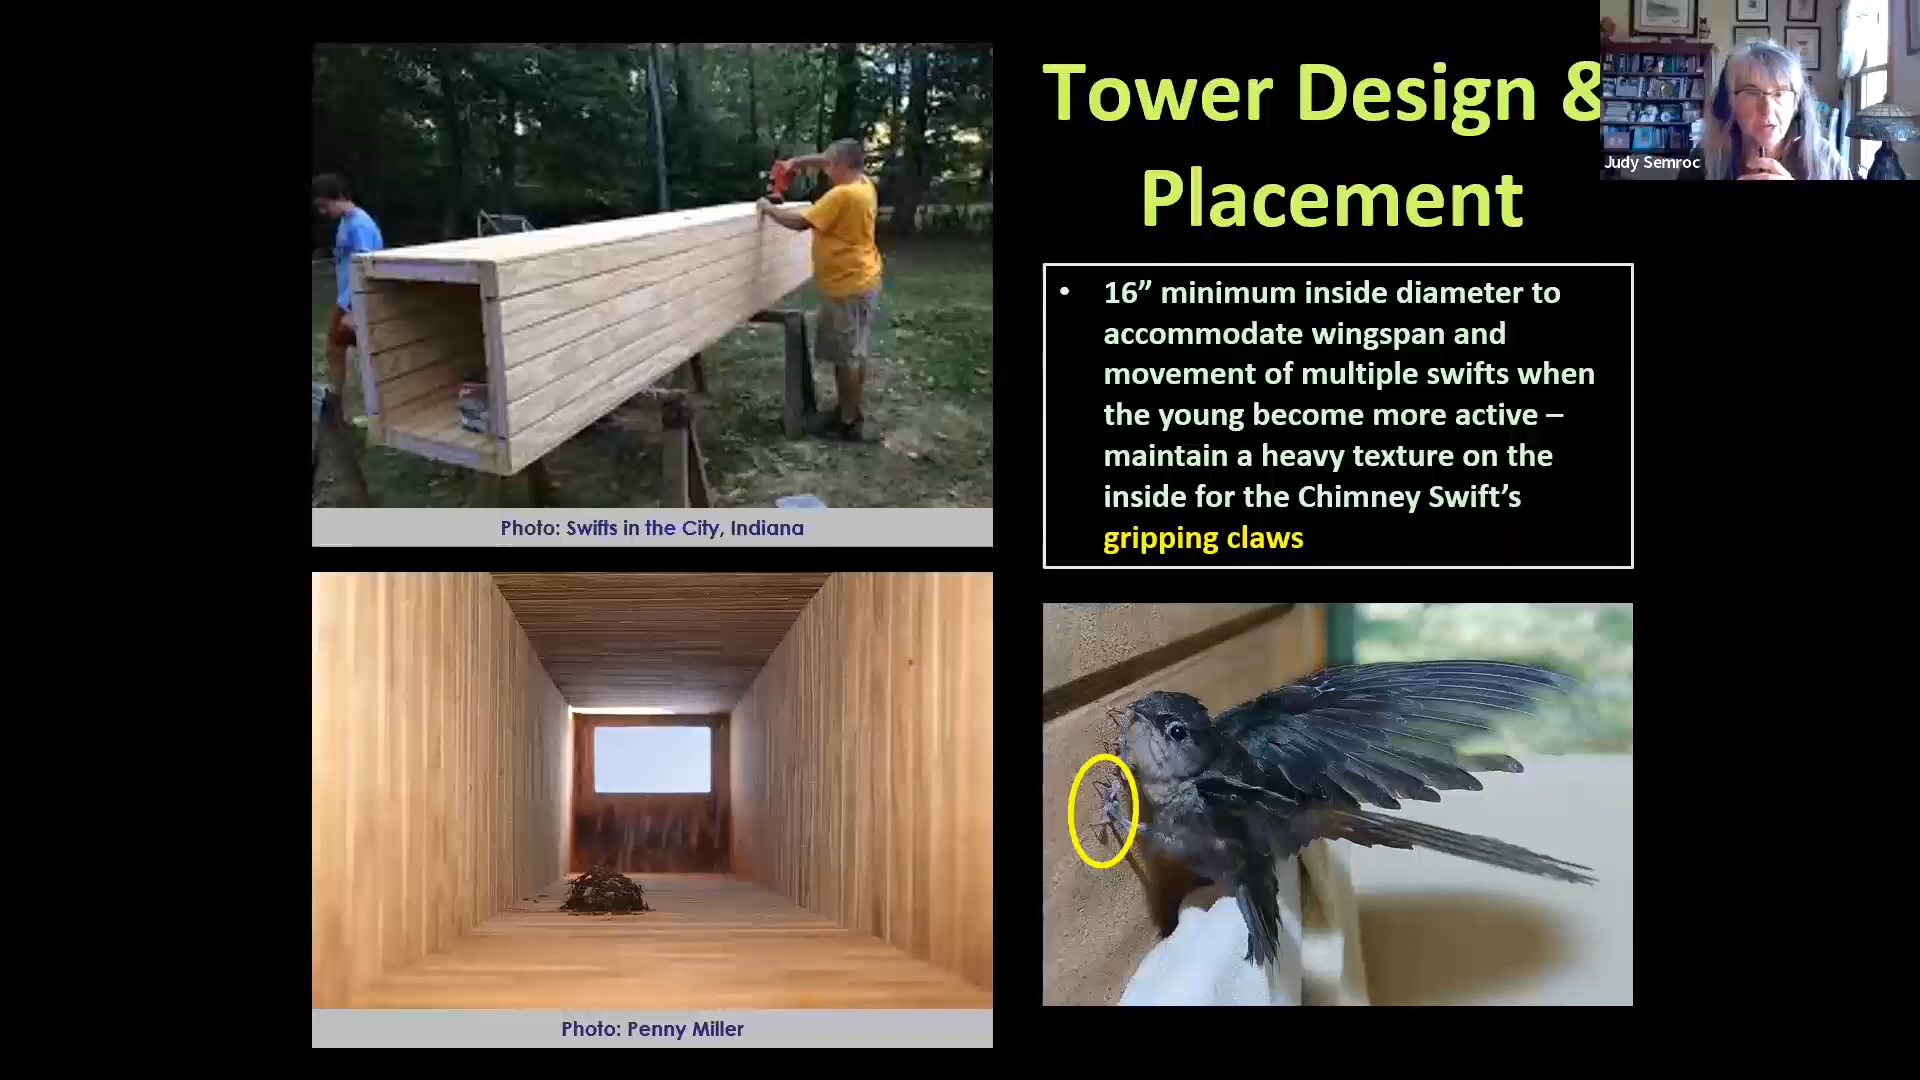 Tower Design &
Placement
Judy Semroc
• 16” minimum inside diameter to
accommodate wingspan and
movement of multiple swifts when
the young become more active –
maintain a heavy texture on the
inside for the Chimney Swift’s
gripping claws
Photo: Swifts in the City, Indiana
Photo: Penny Miller